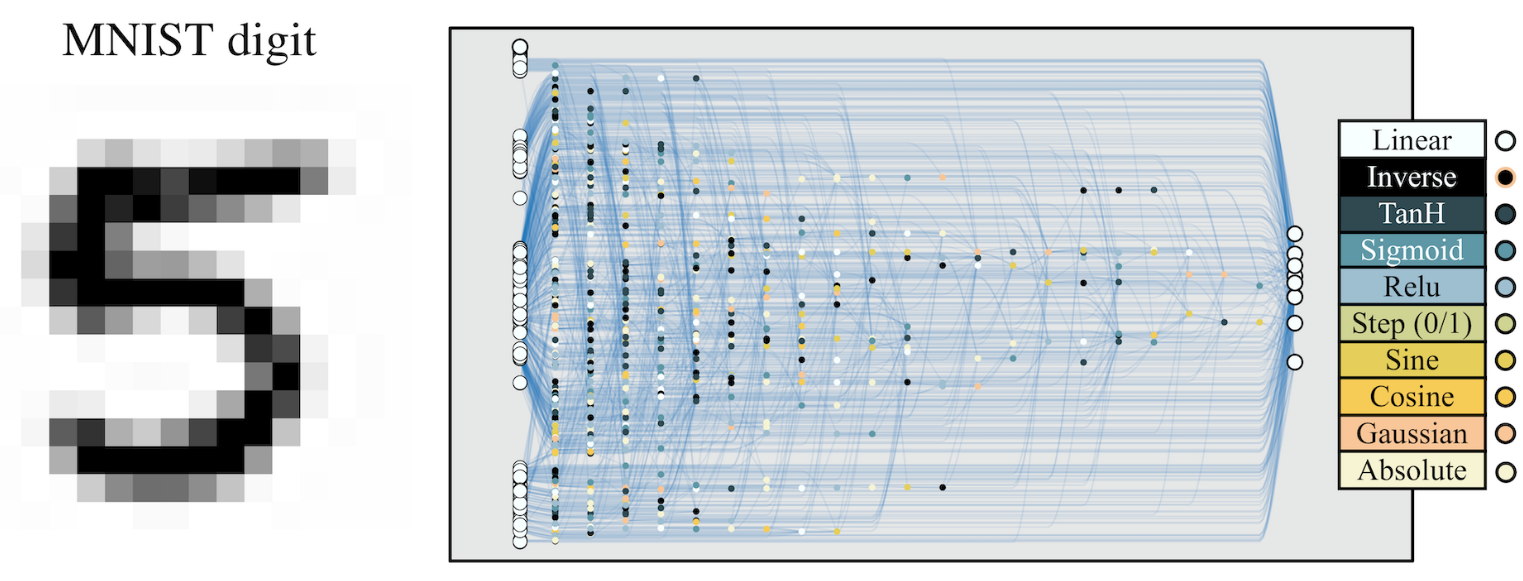 MNIST digit
Linear
Inverse
TanH
Sigmoid
Relu
Step (0/1)
Sine
Cosine
Gaussian
Absolute